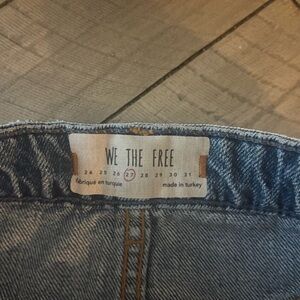 WE THE FREE
24 25 26 27 28 29 30 31
fabriqué en turquie made in turkey